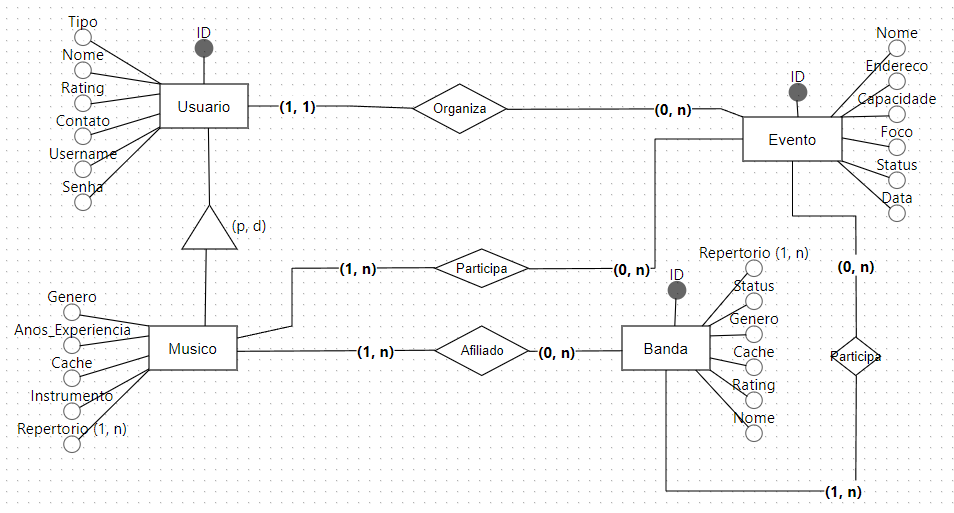 Tipo
Nome
Rating
Contato
Username
Senha
ID
Usuario
(1, 1)
Organiza
(0, n)
ID
Evento
Nome
Endereco
Capacidade
Foco
Status
Data
(p, d)
(1, n)
Participa
(0, n)
Genero
Anos_Experiencia
Cache
Instrumento
Repertorio (1, n)
Musico
(1, n)
Afiliado
(0, n)
ID
Banda
Repertorio (1, n)
Status
Genero
Cache
Rating
Nome
(0, n)
Participa
(1, n)